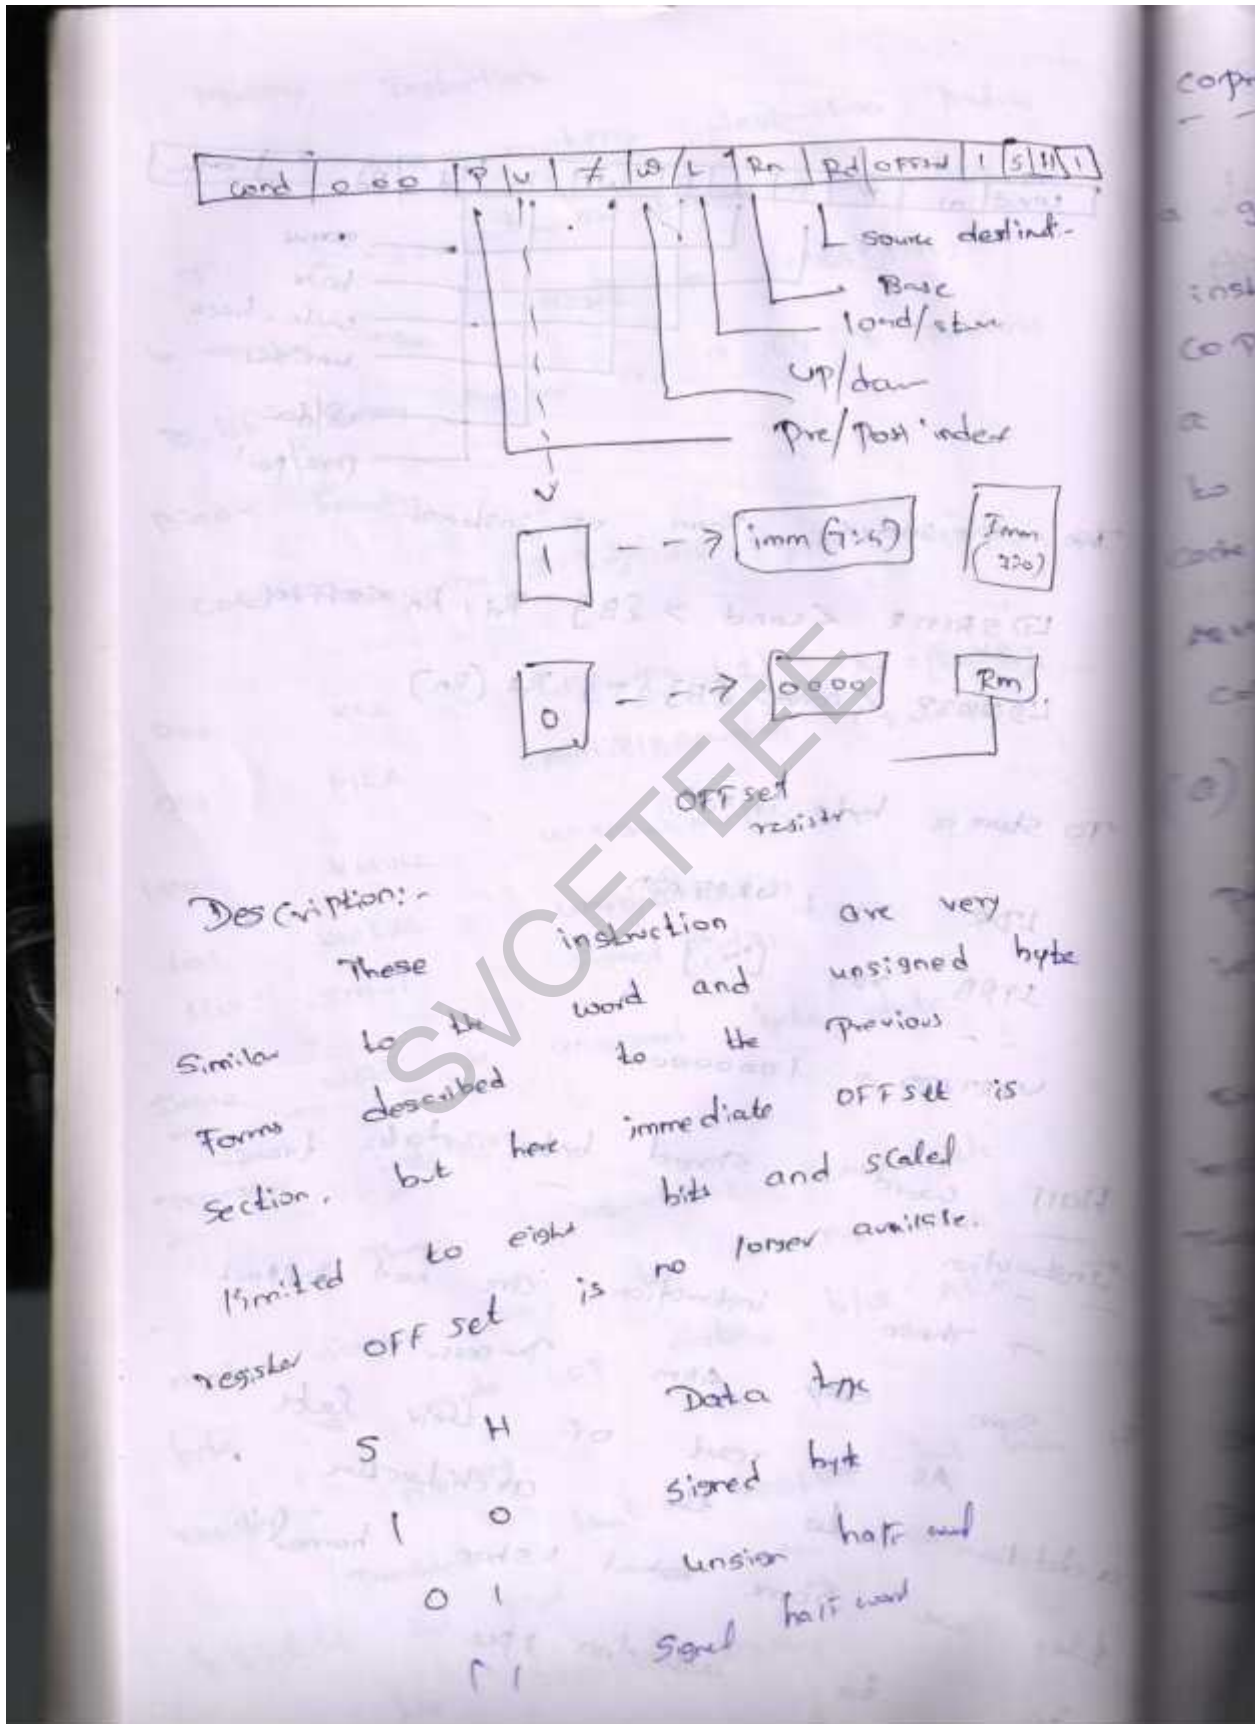 cond 0 0 0 P U W L Rn Rd OFFset 1 S H 1
source destinat:-
Base
load/store
up/down
Pre/Post index
1 imm (7:4) Imm
0 0000 Rm
OFFset
registr
Description:-
These instruction are very
Similar to the word and unsigned byte
Forms described to the previous
section. but here immediate OFFset is
limited to eight bits and scaled
register OFFset is no longer available.
S H Data type
1 0 signed byte
0 1 unsign half word
1 1 Signed half word
SVCETEEE